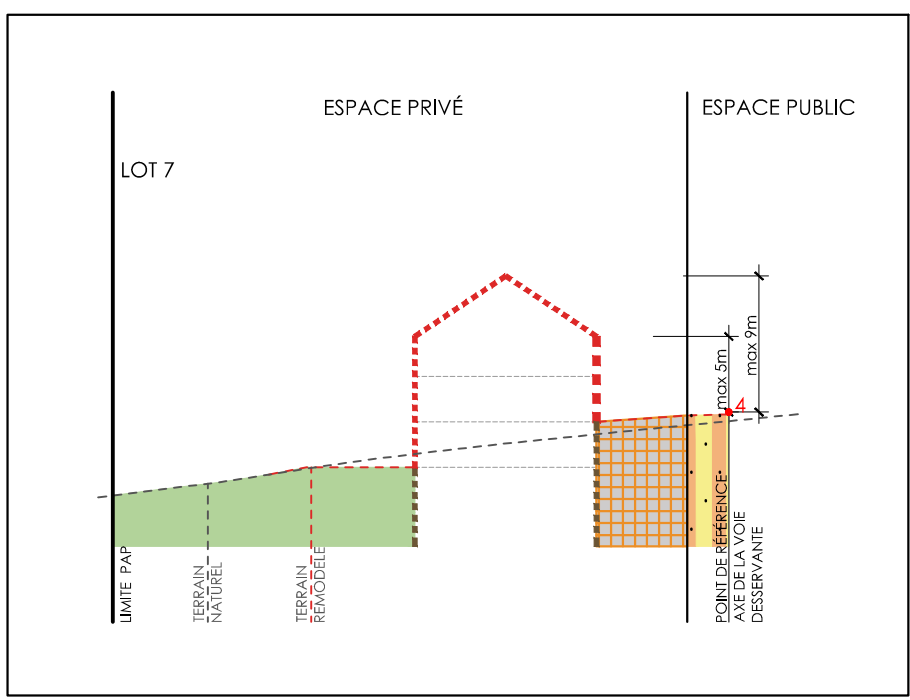 ESPACE PRIVÉ
ESPACE PUBLIC
LOT 7
max 5m
max 9m
4
LIMITE PAP
TERRAIN
NATUREL
TERRAIN
REMODELÉ
POINT DE RÉFÉRENCE
AXE DE LA VOIE
DESSERVANTE